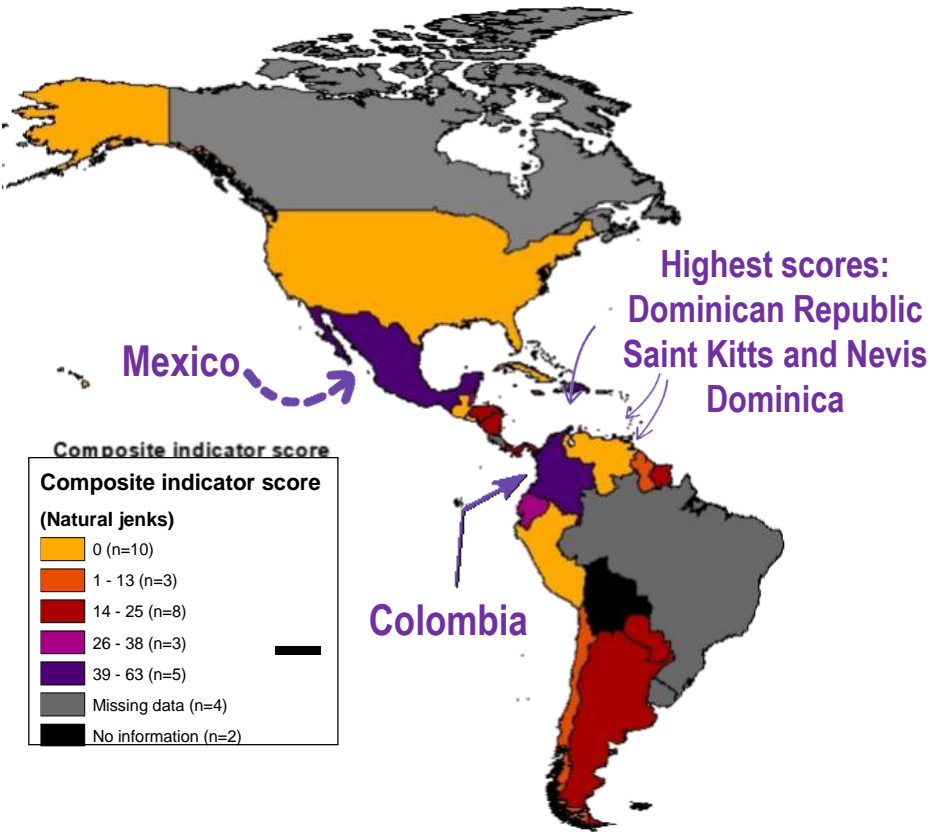 Highest scores:
Dominican Republic
Saint Kitts and Nevis
Dominica
Mexico
Composite indicator score
Composite indicator score
(Natural jenks)
0 (n=10)
1 - 13 (n=3)
14 - 25 (n=8)
26 - 38 (n=3)
39 - 63 (n=5)
Missing data (n=4)
No information (n=2)
Colombia